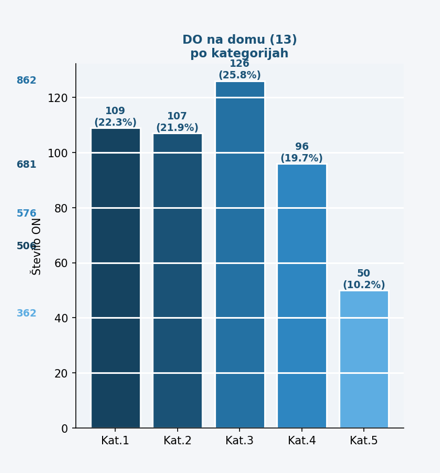 DO na domu (13)
po kategorijah
862
681
576
506
362
Število ON
120
100
80
60
40
20
0
109
(22.3%)
107
(21.9%)
126
(25.8%)
96
(19.7%)
50
(10.2%)
Kat.1
Kat.2
Kat.3
Kat.4
Kat.5